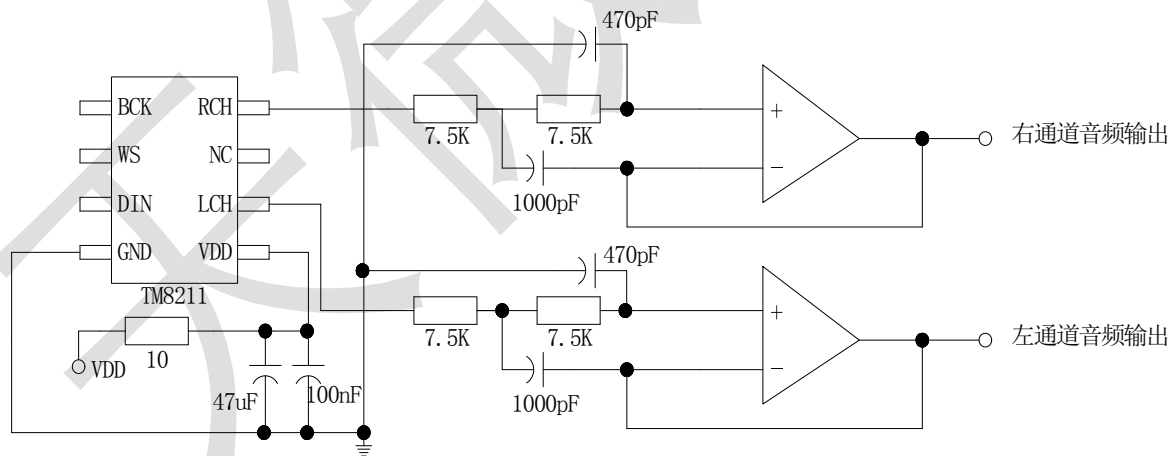 470pF
BCK
RCH
7.5K
7.5K
右通道音频输出
WS
NC
1000pF
DIN
LCH
GND
VDD
470pF
TM8211
7.5K
7.5K
左通道音频输出
10
VDD
47uF
100nF
1000pF
+
−
+
−